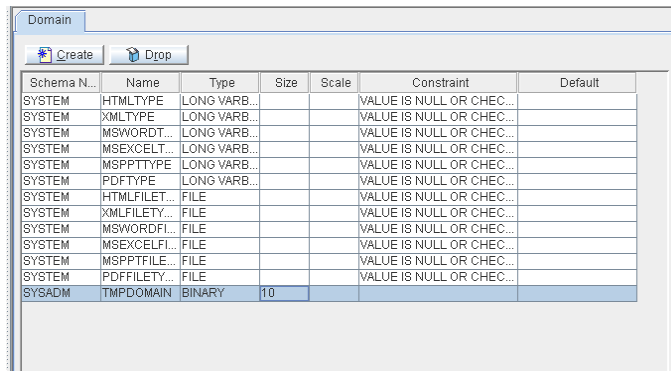 Domain
Create Drop
Schema N... Name Type Size Scale Constraint Default
SYSTEM HTMLTYPE LONG VARB... VALUE IS NULL OR CHEC...
SYSTEM XMLTYPE LONG VARB... VALUE IS NULL OR CHEC...
SYSTEM MSWORDT... LONG VARB... VALUE IS NULL OR CHEC...
SYSTEM MSEXCELT... LONG VARB... VALUE IS NULL OR CHEC...
SYSTEM MSPPTTYPE LONG VARB... VALUE IS NULL OR CHEC...
SYSTEM PDFTYPE LONG VARB... VALUE IS NULL OR CHEC...
SYSTEM HTMLFILET... FILE VALUE IS NULL OR CHEC...
SYSTEM XMLFILETY... FILE VALUE IS NULL OR CHEC...
SYSTEM MSWORDFI... FILE VALUE IS NULL OR CHEC...
SYSTEM MSEXCELFI... FILE VALUE IS NULL OR CHEC...
SYSTEM MSPPTFILE... FILE VALUE IS NULL OR CHEC...
SYSTEM PDFFILETY... FILE VALUE IS NULL OR CHEC...
SYSADM TMPDOMAIN BINARY 10